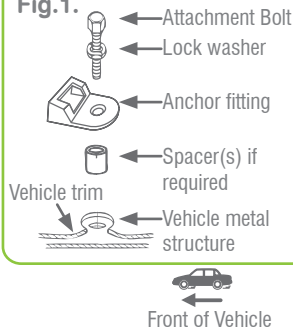 Fig.1.
Attachment Bolt
Lock washer
Anchor fitting
Spacer(s) if
required
Vehicle trim
Vehicle metal
structure
Front of Vehicle